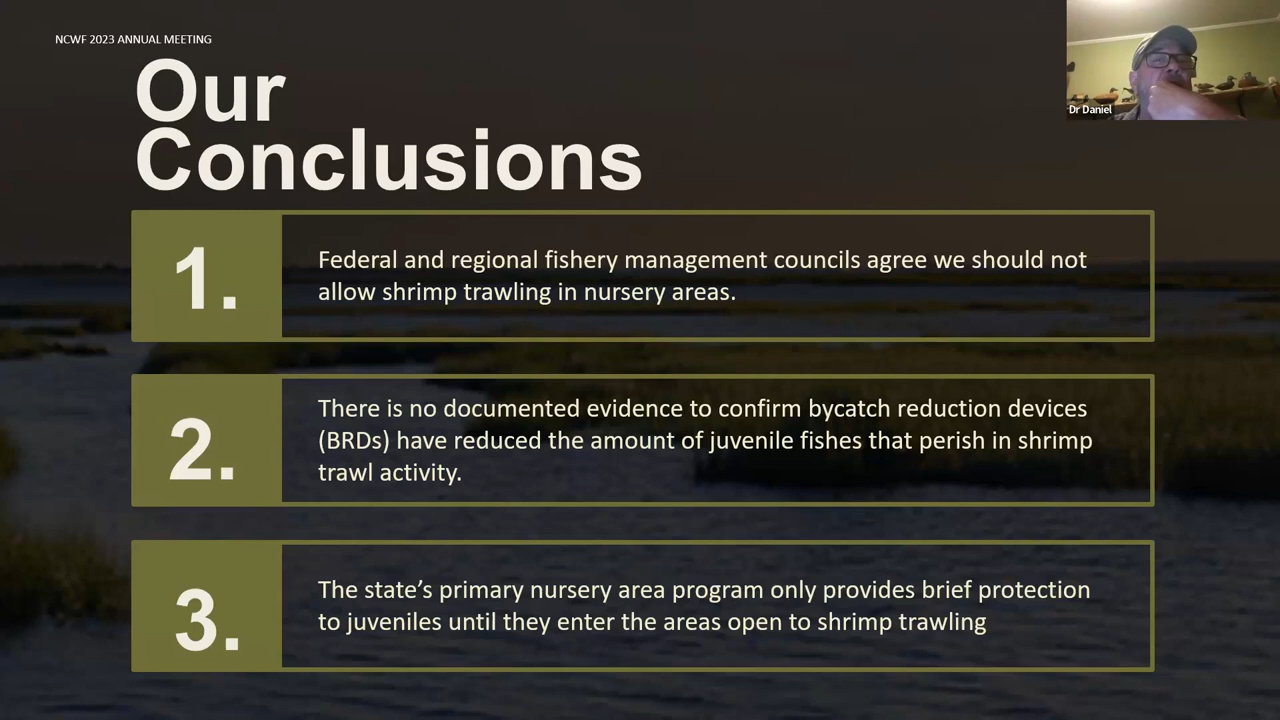 NCWF 2023 ANNUAL MEETING
Our
Conclusions
Dr Daniel
1.
Federal and regional fishery management councils agree we should not
allow shrimp trawling in nursery areas.
2.
There is no documented evidence to confirm bycatch reduction devices
(BRDs) have reduced the amount of juvenile fishes that perish in shrimp
trawl activity.
3.
The state’s primary nursery area program only provides brief protection
to juveniles until they enter the areas open to shrimp trawling